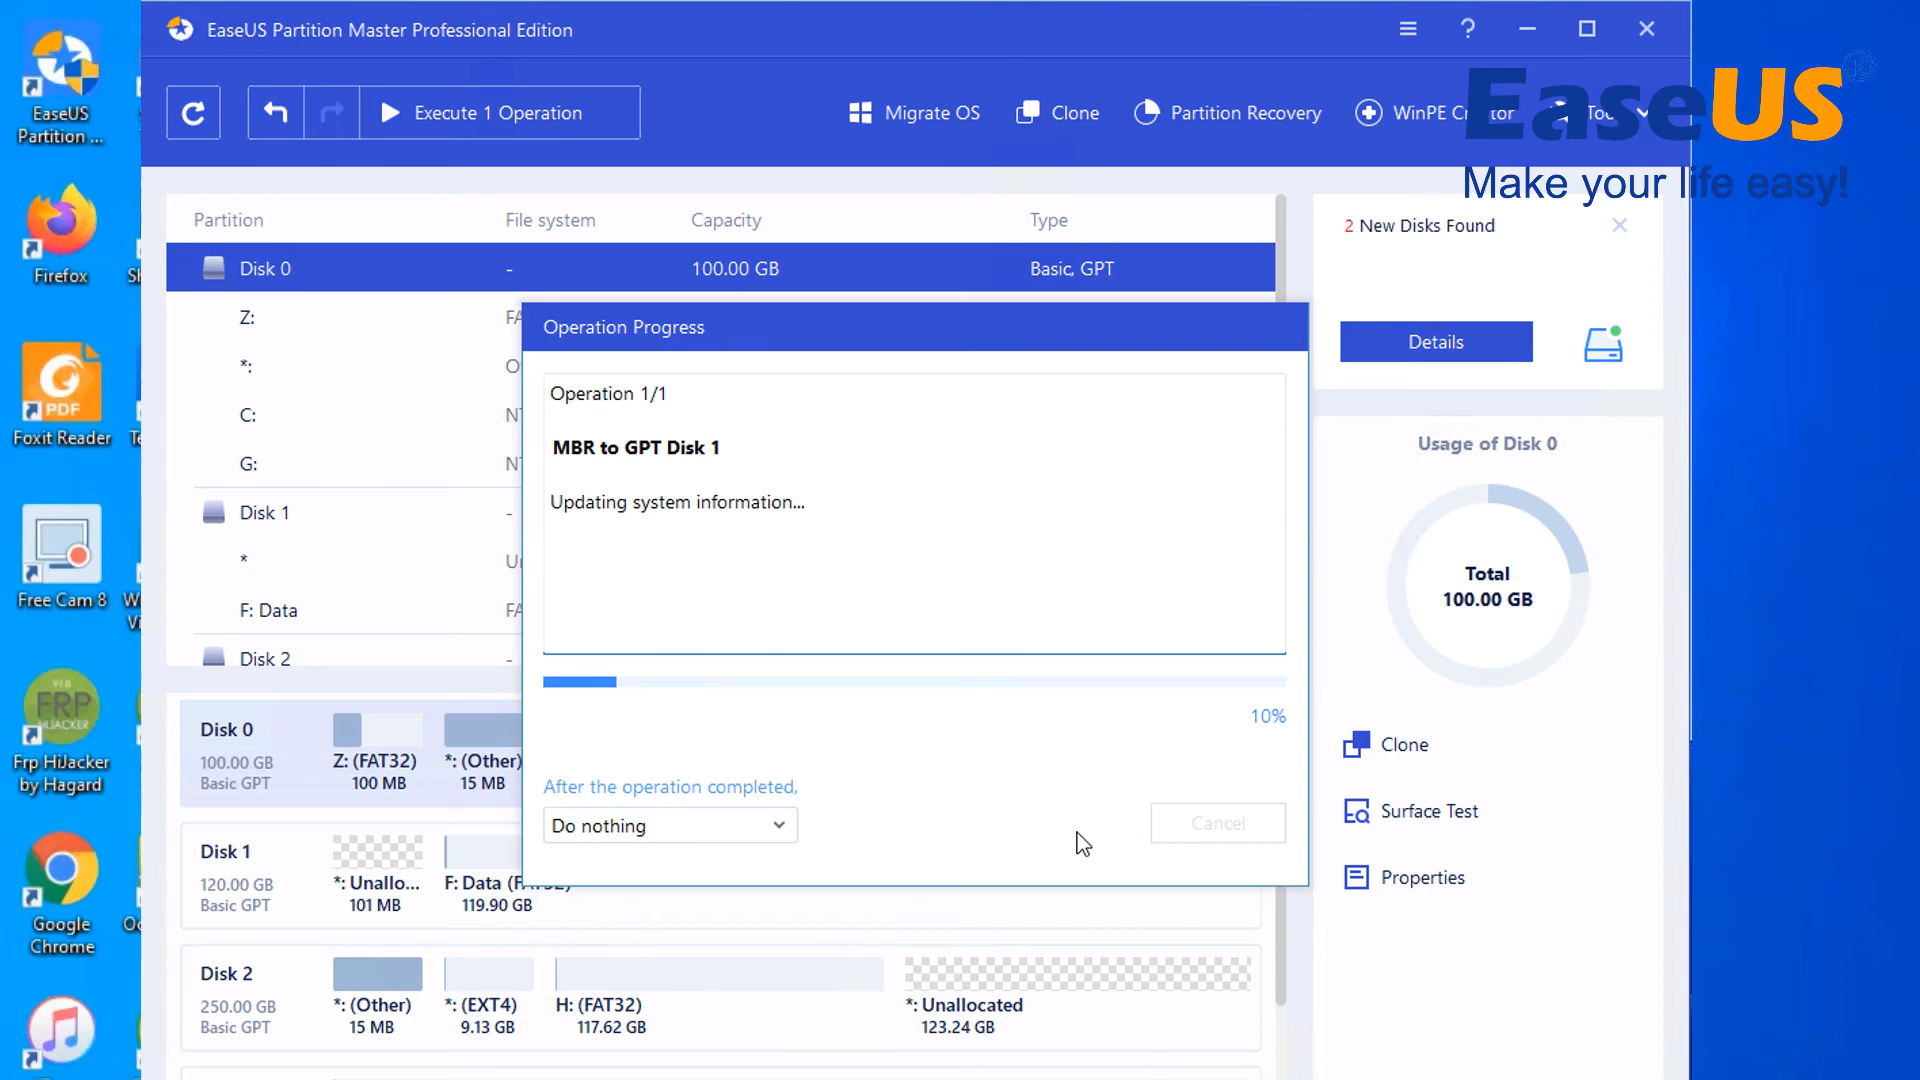 EaseUS Partition Master Professional Edition
Execute 1 Operation
Migrate OS
Clone
Partition Recovery
EaseUS
Make your life easy!
EaseUS
Partition ...
Firefox
Foxit Reader
Free Cam 8
Frp HiJacker
by Hagard
Google
Chrome
Partition File system Capacity Type
Disk 0 - 100.00 GB Basic, GPT
Z:
*:
C:
G:
Disk 1 -
*
F: Data
Disk 2 -
Operation Progress
Operation 1/1
MBR to GPT Disk 1
Updating system information...
10%
After the operation completed,
Do nothing
Cancel
2 New Disks Found
Details
Usage of Disk 0
Total
100.00 GB
Clone
Surface Test
Properties
Disk 0
100.00 GB
Basic GPT
Z: (FAT32)
100 MB
*: (Other)
15 MB
Disk 1
120.00 GB
Basic GPT
*: Unallo...
101 MB
F: Data
119.90 GB
Disk 2
250.00 GB
Basic GPT
*: (Other)
15 MB
*: (EXT4)
9.13 GB
H: (FAT32)
117.62 GB
*: Unallocated
123.24 GB